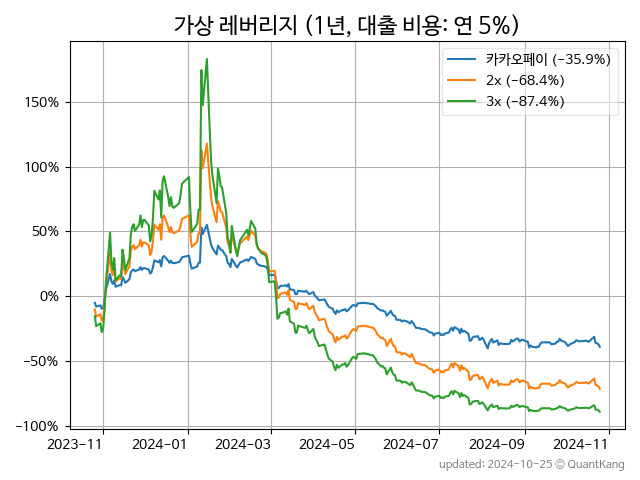 가상 레버리지 (1년, 대출 비용: 연 5%)
카카오페이 (-35.9%)
2x (-68.4%)
3x (-87.4%)
150%
100%
50%
0%
-50%
-100%
2023-11 2024-01 2024-03 2024-05 2024-07 2024-09 2024-11
updated: 2024-10-25 © QuantKang